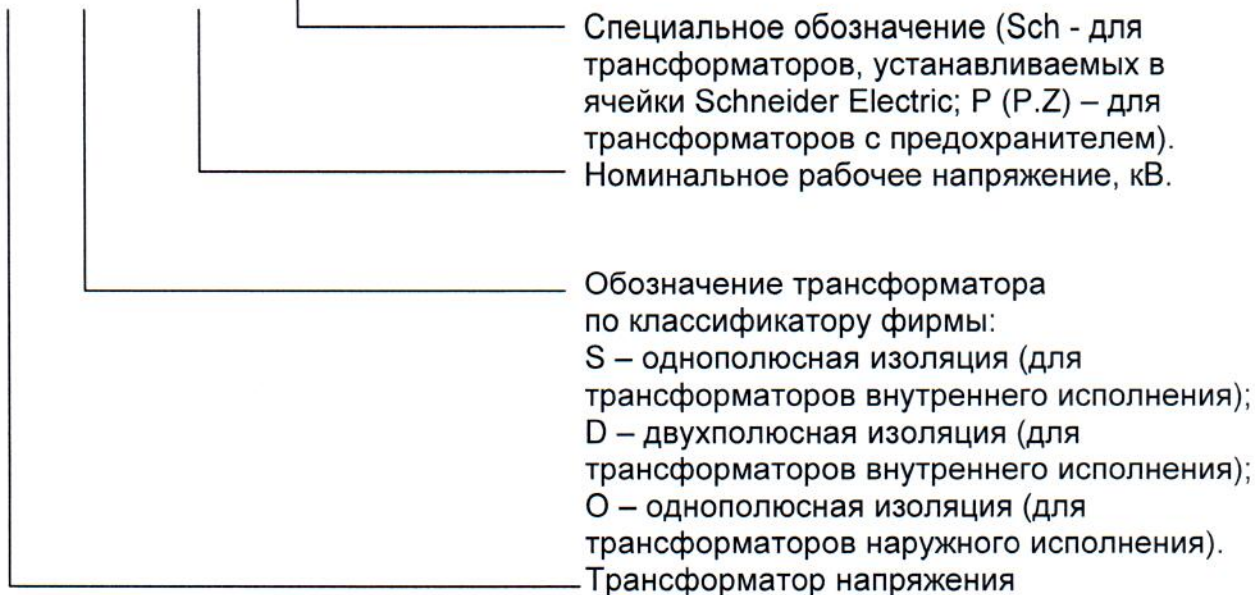 Специальное обозначение (Sch - для
трансформаторов, устанавливаемых в
ячейки Schneider Electric; P (P.Z) – для
трансформаторов с предохранителем).
Номинальное рабочее напряжение, кВ.
Обозначение трансформатора
по классификатору фирмы:
S – однополюсная изоляция (для
трансформаторов внутреннего исполнения);
D – двухполюсная изоляция (для
трансформаторов внутреннего исполнения);
O – однополюсная изоляция (для
трансформаторов наружного исполнения).
Трансформатор напряжения